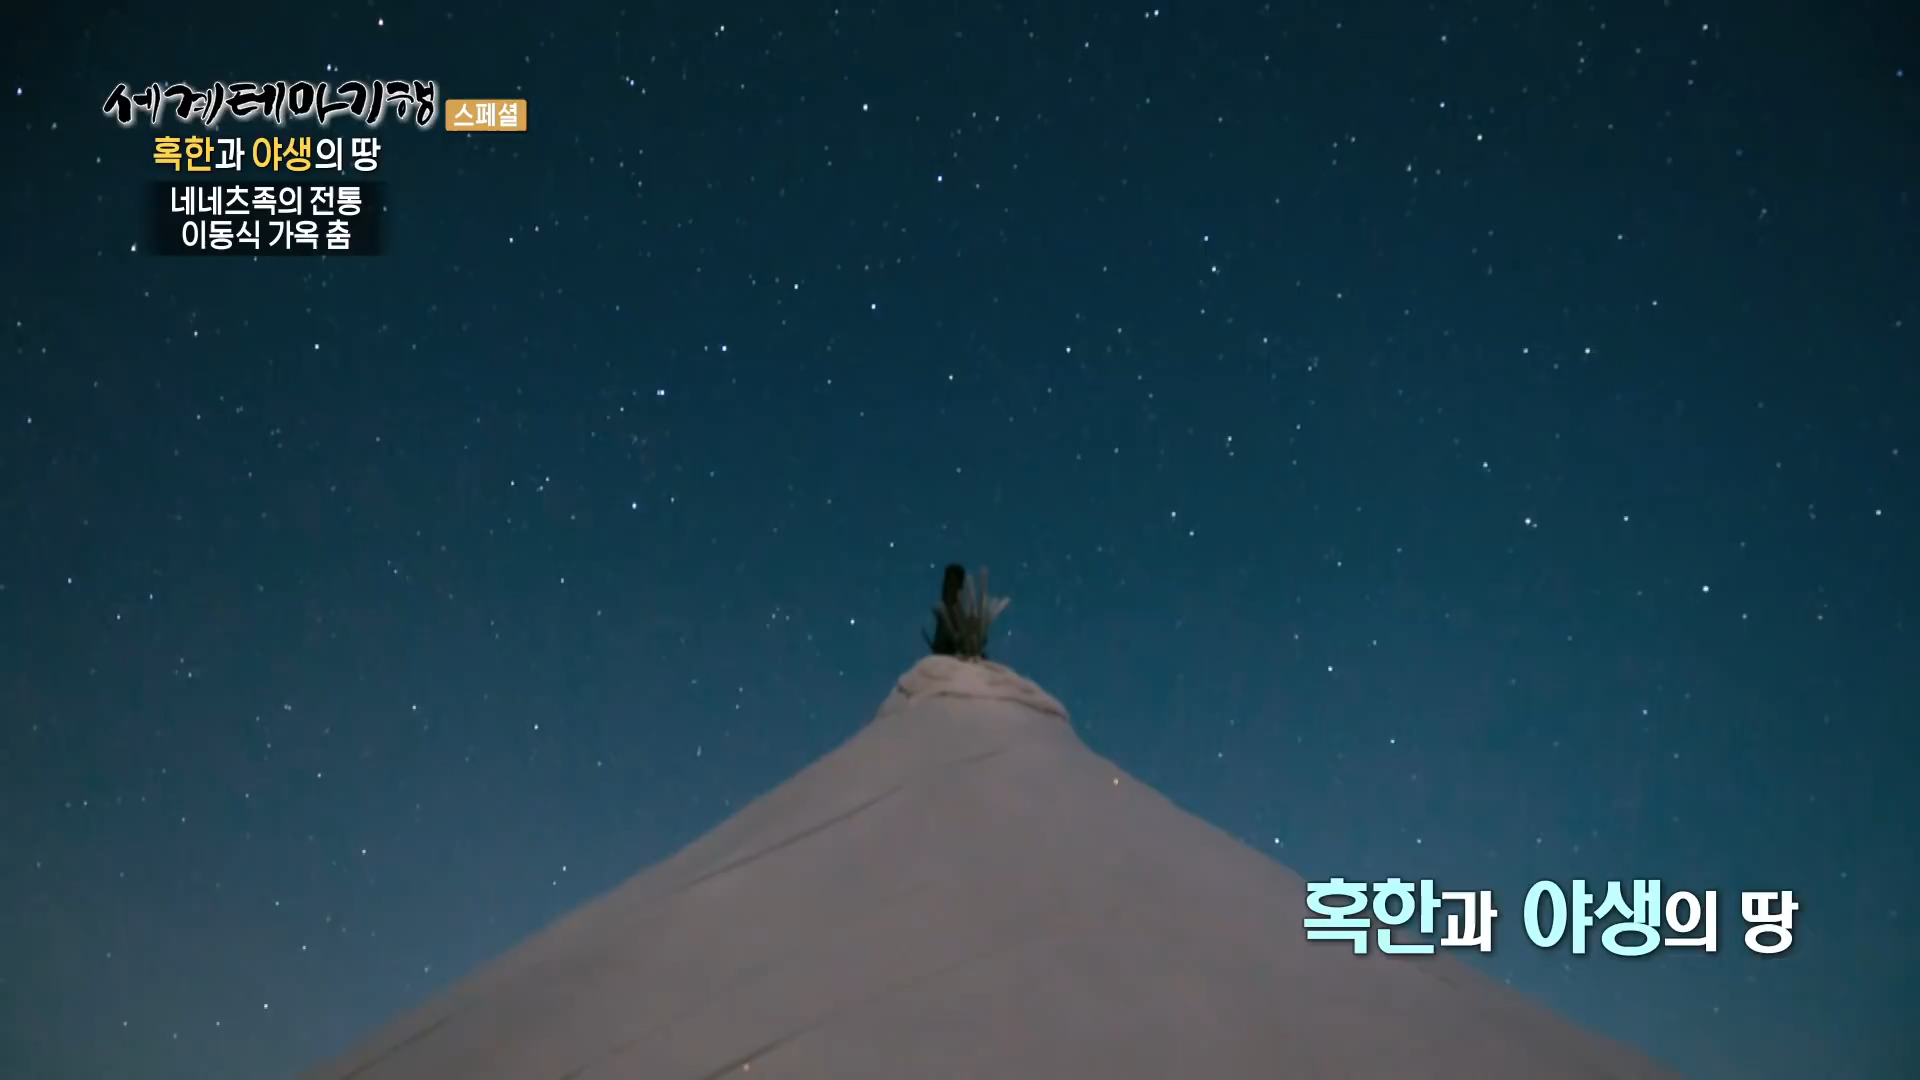 세계테마기행 스페셜
혹한과 야생의 땅
네네츠족의 전통
이동식 가옥 춤
혹한과 야생의 땅